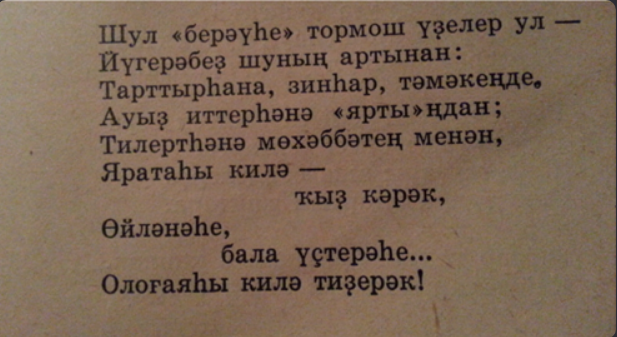 Шул «берәүһе» тормош үҙелер ул —
Йүгерәбеҙ шуның артынан:
Тарттырһана, зинһар, тәмәкеңде.
Ауыҙ иттерһәнә «ярты»ңдан;
Тилертһәнә мөхәббәтең менән,
Яратаһы килә —
ҡыҙ кәрәк,
Өйләнәһе,
бала үҫтерәһе...
Олоғаяһы килә тиҙерәк!